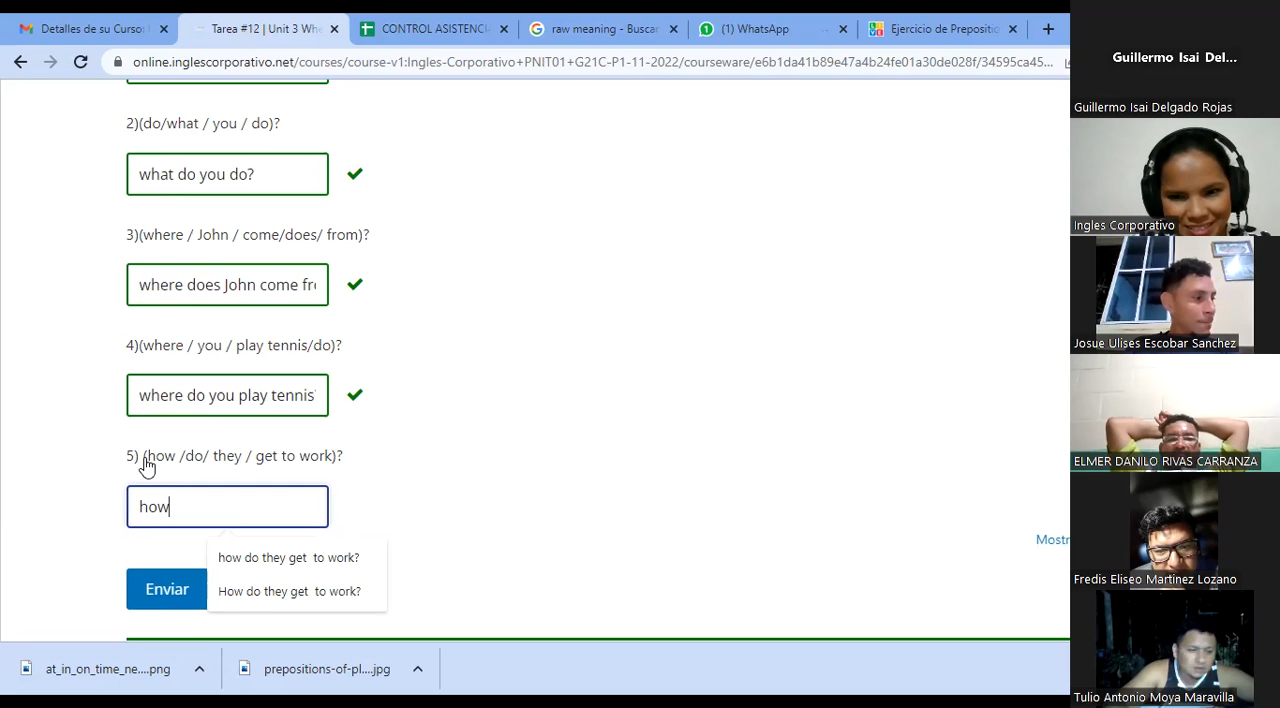 Detalles de su Curso:
Tarea #12 | Unit 3 Whe
CONTROL ASISTENCI
raw meaning - Buscar
(1) WhatsApp
Ejercicio de Prepositio
online.inglescorporativo.net/courses/course-v1:Ingles-Corporativo+PNIT01+G21C-P1-11-2022/courseware/e6b1da41b89e47a4b24fe01a30de028f/34595ca45...
2)(do/what / you / do)?
what do you do?
3)(where / John / come/does/ from)?
where does John come fr
4)(where / you / play tennis/do)?
where do you play tennis
5) (how /do/ they / get to work)?
how
how do they get to work?
How do they get to work?
Mostr
Enviar
at_in_on_time_ne....png
prepositions-of-pl....jpg
Guillermo Isai Del...
Guillermo Isai Delgado Rojas
Ingles Corporativo
Josue Ulises Escobar Sanchez
ELMER DANILO RIVAS CARRANZA
Fredis Eliseo Martínez Lozano
Tulio Antonio Moya Maravilla